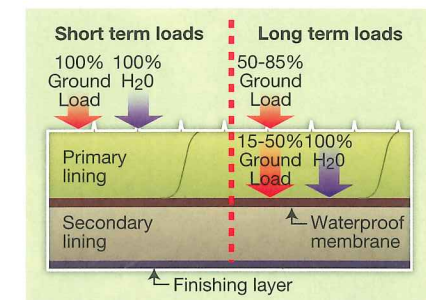 Short term loads
Long term loads
100% 100%
Ground H20
Load
50-85%
Ground
Load
15-50% 100%
Ground H20
Load
Primary
lining
Secondary
lining
Waterproof
membrane
Finishing layer